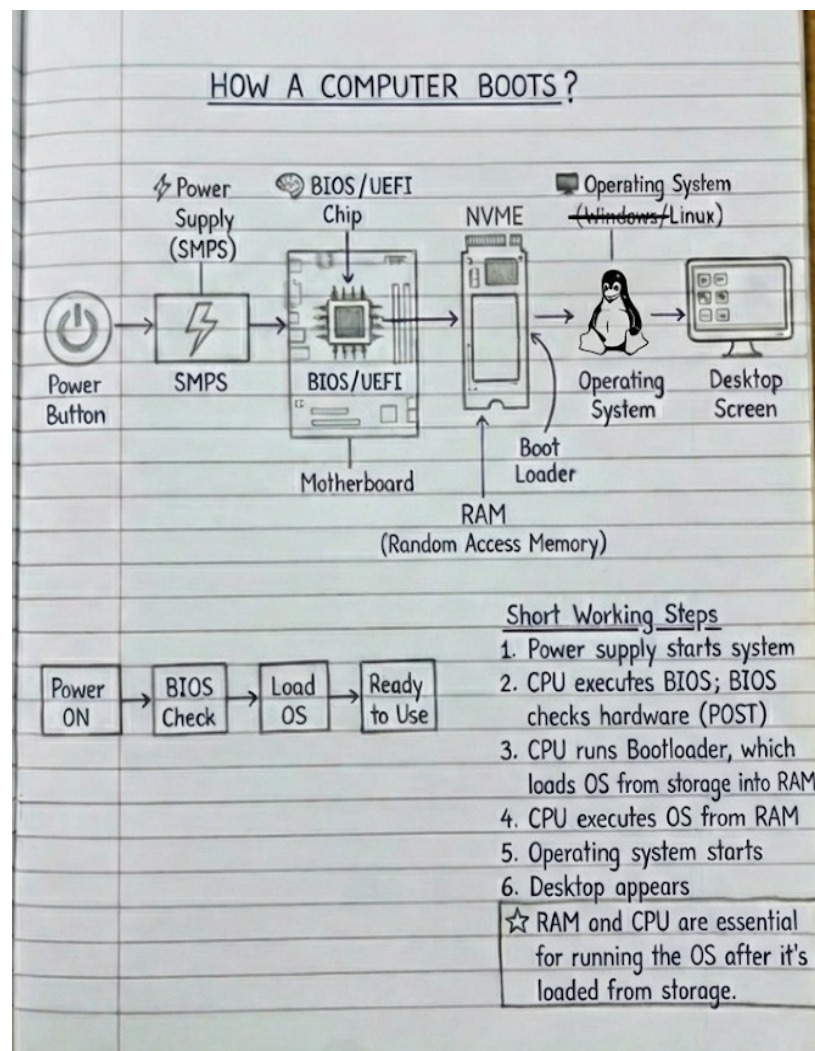 HOW A COMPUTER BOOTS?
Power
Supply
(SMPS)
BIOS/UEFI
Chip
NVME
Operating System
(Windows/Linux)
Power
Button
SMPS
BIOS/UEFI
Motherboard
Boot
Loader
RAM
(Random Access Memory)
Operating
System
Desktop
Screen
Power
ON
BIOS
Check
Load
OS
Ready
to Use
Short Working Steps
1. Power supply starts system
2. CPU executes BIOS; BIOS
checks hardware (POST)
3. CPU runs Bootloader, which
loads OS from storage into RAM
4. CPU executes OS from RAM
5. Operating system starts
6. Desktop appears
☆ RAM and CPU are essential
for running the OS after it's
loaded from storage.